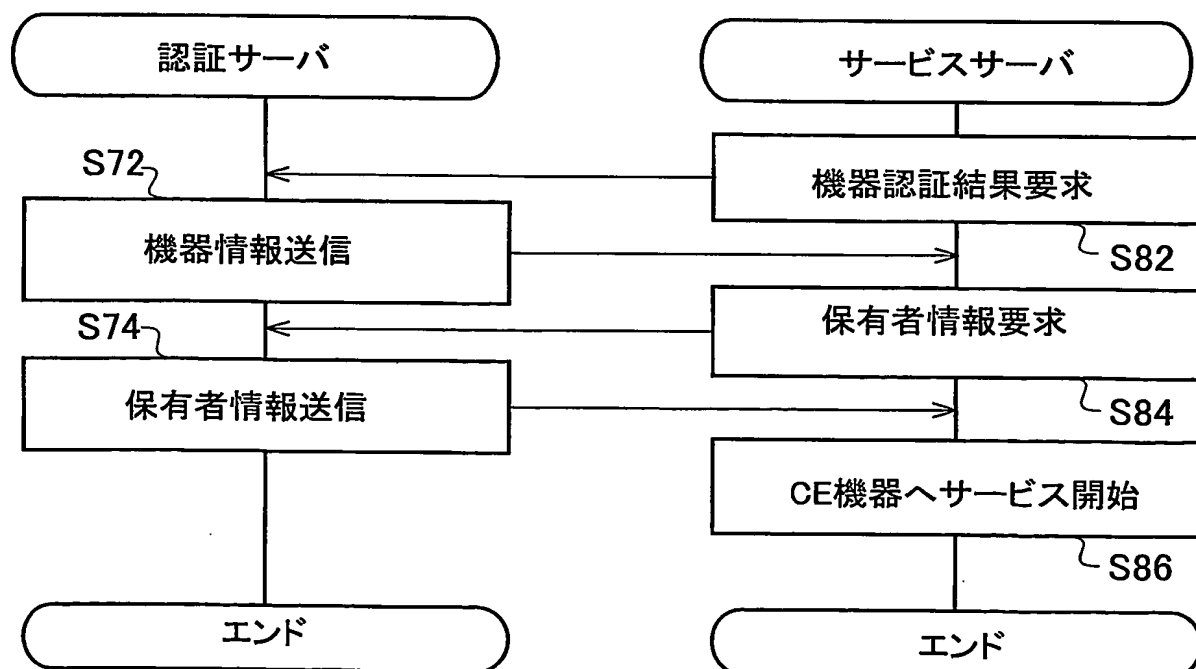 認証サーバ
サービスサーバ
S72
機器認証結果要求
機器情報送信
S82
S74
保有者情報要求
保有者情報送信
S84
CE機器へサービス開始
S86
エンド
エンド